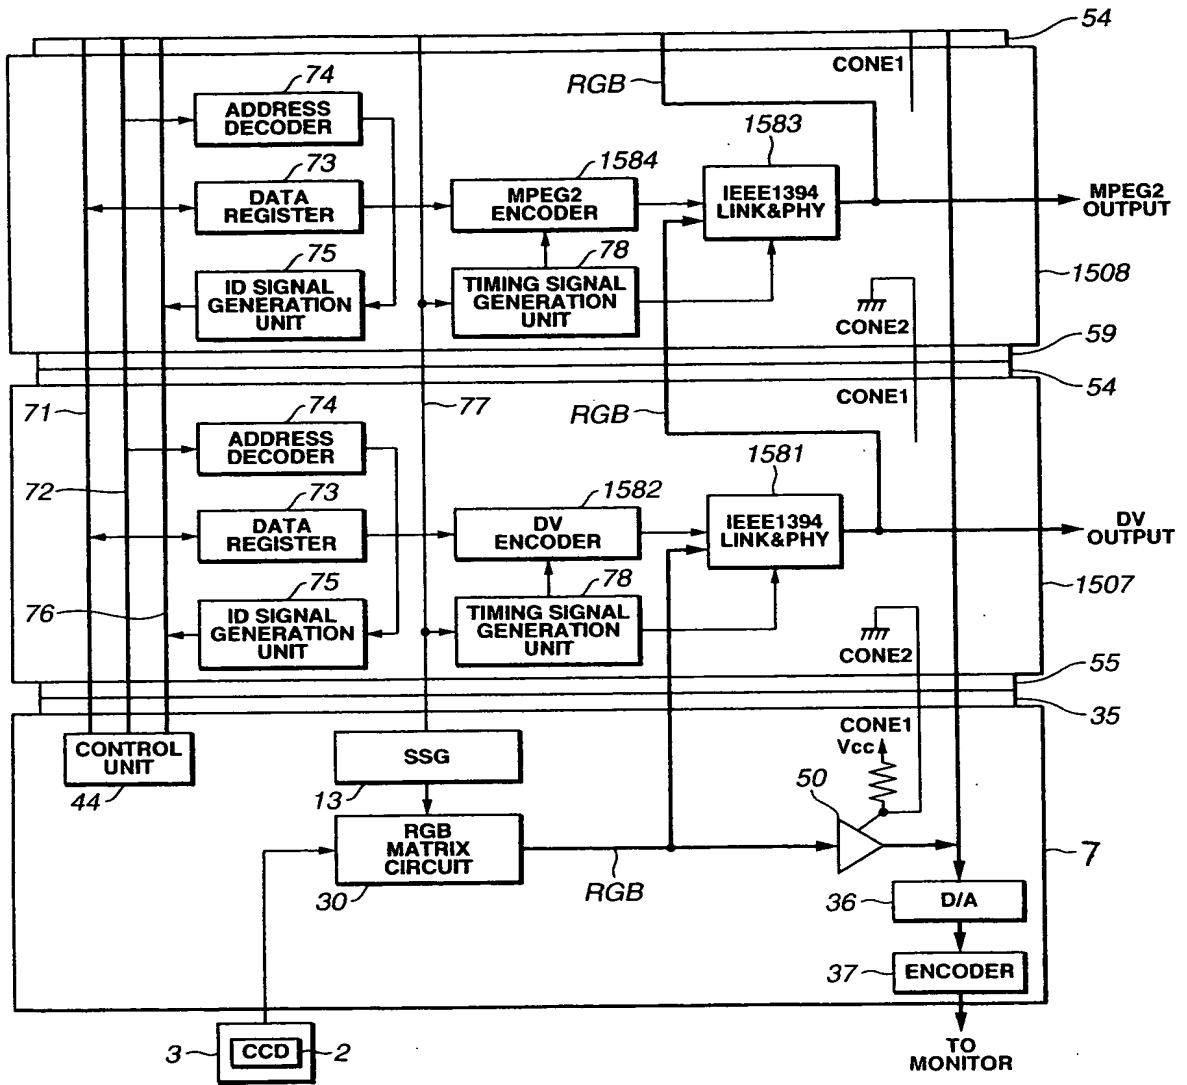 54
CONE1
RGB
74
ADDRESS
DECODER
1583
73
1584
DATA
REGISTER
MPEG2
ENCODER
IEEE1394
LINK&PHY
MPEG2
OUTPUT
75
78
ID SIGNAL
GENERATION
UNIT
TIMING SIGNAL
GENERATION
UNIT
1508
CONE2
59
54
71
77
RGB
CONE1
74
ADDRESS
DECODER
1581
72
73
1582
DATA
REGISTER
DV
ENCODER
IEEE1394
LINK&PHY
DV
OUTPUT
75
78
76
ID SIGNAL
GENERATION
UNIT
TIMING SIGNAL
GENERATION
UNIT
1507
CONE2
55
35
CONTROL
UNIT
44
SSG
13
CONE1
Vcc
50
RGB
MATRIX
CIRCUIT
30
RGB
7
36
D/A
37
ENCODER
3
CCD
2
TO
MONITOR